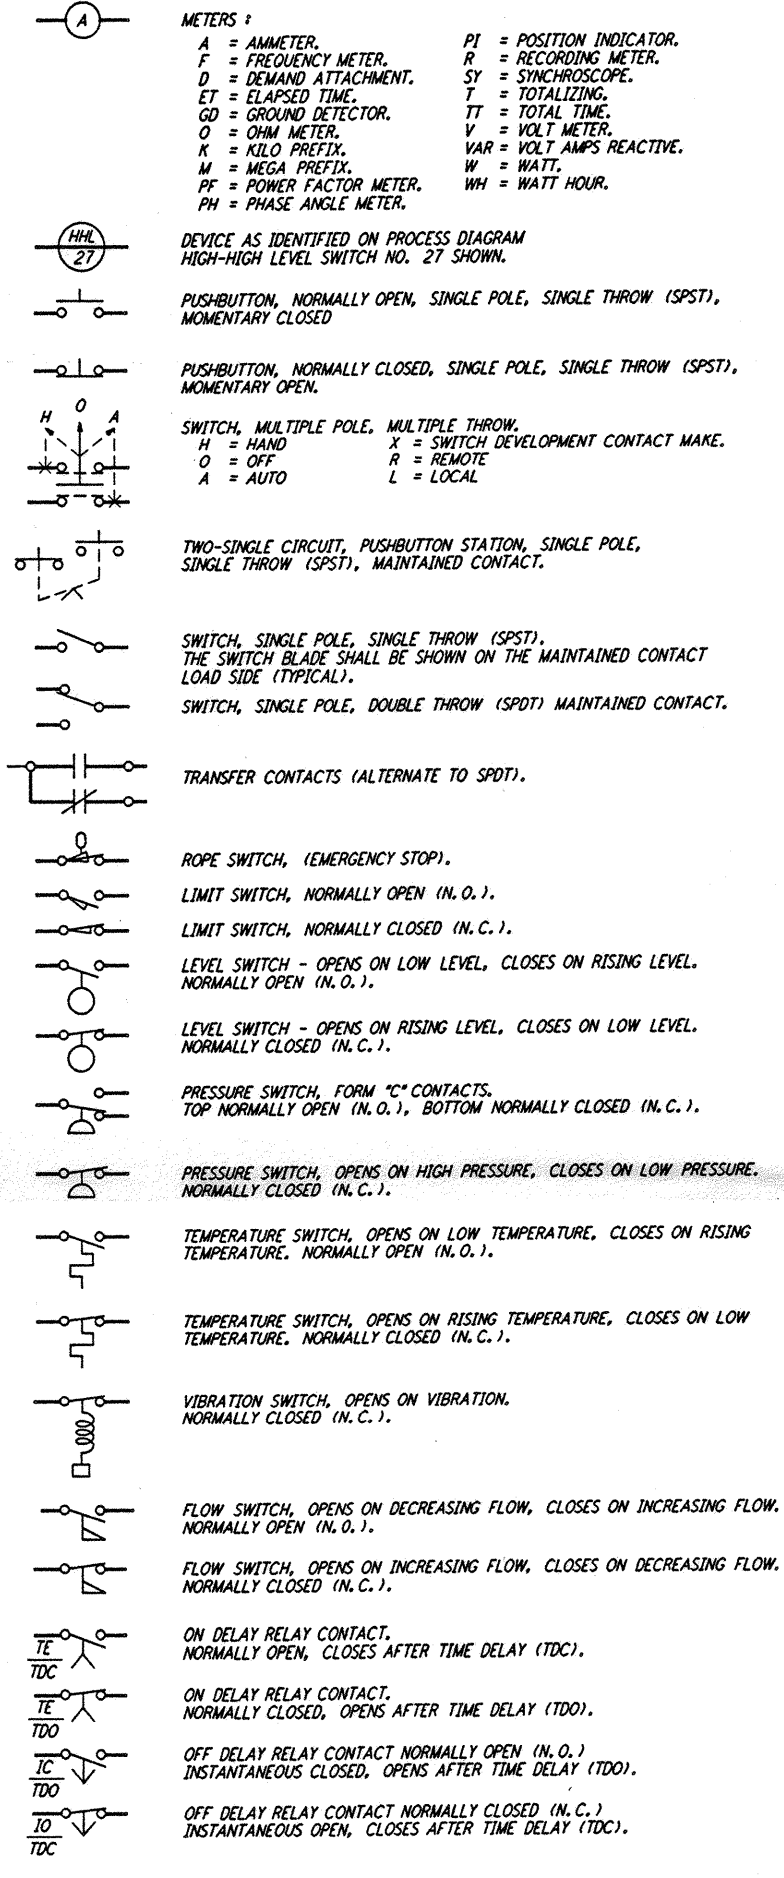 A
METERS :
A = AMMETER.
F = FREQUENCY METER.
D = DEMAND ATTACHMENT.
ET = ELAPSED TIME.
GD = GROUND DETECTOR.
O = OHM METER.
K = KILO PREFIX.
M = MEGA PREFIX.
PF = POWER FACTOR METER.
PH = PHASE ANGLE METER.
PI = POSITION INDICATOR.
R = RECORDING METER.
SY = SYNCHROSCOPE.
T = TOTALIZING.
TT = TOTAL TIME.
V = VOLT METER.
VAR = VOLT AMPS REACTIVE.
W = WATT.
WH = WATT HOUR.
HHL
27
DEVICE AS IDENTIFIED ON PROCESS DIAGRAM
HIGH-HIGH LEVEL SWITCH NO. 27 SHOWN.
PUSHBUTTON, NORMALLY OPEN, SINGLE POLE, SINGLE THROW (SPST),
MOMENTARY CLOSED
PUSHBUTTON, NORMALLY CLOSED, SINGLE POLE, SINGLE THROW (SPST),
MOMENTARY OPEN.
H O A
SWITCH, MULTIPLE POLE, MULTIPLE THROW.
H = HAND X = SWITCH DEVELOPMENT CONTACT MAKE.
O = OFF R = REMOTE
A = AUTO L = LOCAL
TWO-SINGLE CIRCUIT, PUSHBUTTON STATION, SINGLE POLE,
SINGLE THROW (SPST), MAINTAINED CONTACT.
SWITCH, SINGLE POLE, SINGLE THROW (SPST).
THE SWITCH BLADE SHALL BE SHOWN ON THE MAINTAINED CONTACT
LOAD SIDE (TYPICAL).
SWITCH, SINGLE POLE, DOUBLE THROW (SPDT) MAINTAINED CONTACT.
TRANSFER CONTACTS (ALTERNATE TO SPDT).
ROPE SWITCH, (EMERGENCY STOP).
LIMIT SWITCH, NORMALLY OPEN (N.O.).
LIMIT SWITCH, NORMALLY CLOSED (N.C.).
LEVEL SWITCH - OPENS ON LOW LEVEL, CLOSES ON RISING LEVEL.
NORMALLY OPEN (N.O.).
LEVEL SWITCH - OPENS ON RISING LEVEL, CLOSES ON LOW LEVEL.
NORMALLY CLOSED (N.C.).
PRESSURE SWITCH, FORM "C" CONTACTS.
TOP NORMALLY OPEN (N.O.), BOTTOM NORMALLY CLOSED (N.C.).
PRESSURE SWITCH, OPENS ON HIGH PRESSURE, CLOSES ON LOW PRESSURE.
NORMALLY CLOSED (N.C.).
TEMPERATURE SWITCH, OPENS ON LOW TEMPERATURE, CLOSES ON RISING
TEMPERATURE. NORMALLY OPEN (N.O.).
TEMPERATURE SWITCH, OPENS ON RISING TEMPERATURE, CLOSES ON LOW
TEMPERATURE. NORMALLY CLOSED (N.C.).
VIBRATION SWITCH, OPENS ON VIBRATION.
NORMALLY CLOSED (N.C.).
FLOW SWITCH, OPENS ON DECREASING FLOW, CLOSES ON INCREASING FLOW.
NORMALLY OPEN (N.O.).
FLOW SWITCH, OPENS ON INCREASING FLOW, CLOSES ON DECREASING FLOW.
NORMALLY CLOSED (N.C.).
TE
TDC
ON DELAY RELAY CONTACT.
NORMALLY OPEN, CLOSES AFTER TIME DELAY (TDC).
TE
TDO
ON DELAY RELAY CONTACT.
NORMALLY CLOSED, OPENS AFTER TIME DELAY (TDO).
IC
TDO
OFF DELAY RELAY CONTACT NORMALLY OPEN (N.O.)
INSTANTANEOUS CLOSED, OPENS AFTER TIME DELAY (TDO).
IO
TDC
OFF DELAY RELAY CONTACT NORMALLY CLOSED (N.C.)
INSTANTANEOUS OPEN, CLOSES AFTER TIME DELAY (TDC).